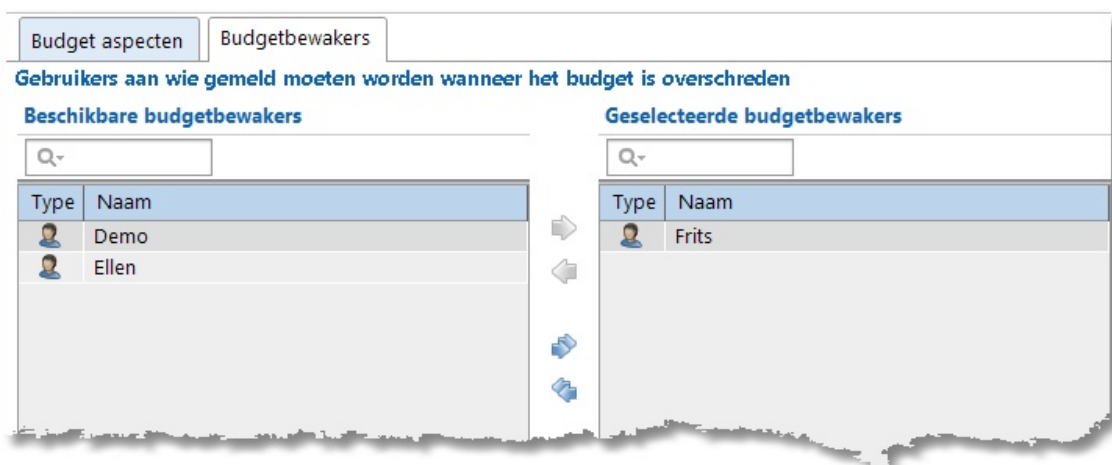 Budget aspecten
Budgetbewakers
Gebruikers aan wie gemeld moeten worden wanneer het budget is overschreden
Beschikbare budgetbewakers
Type Naam
Demo
Ellen
Geselecteerde budgetbewakers
Type Naam
Frits